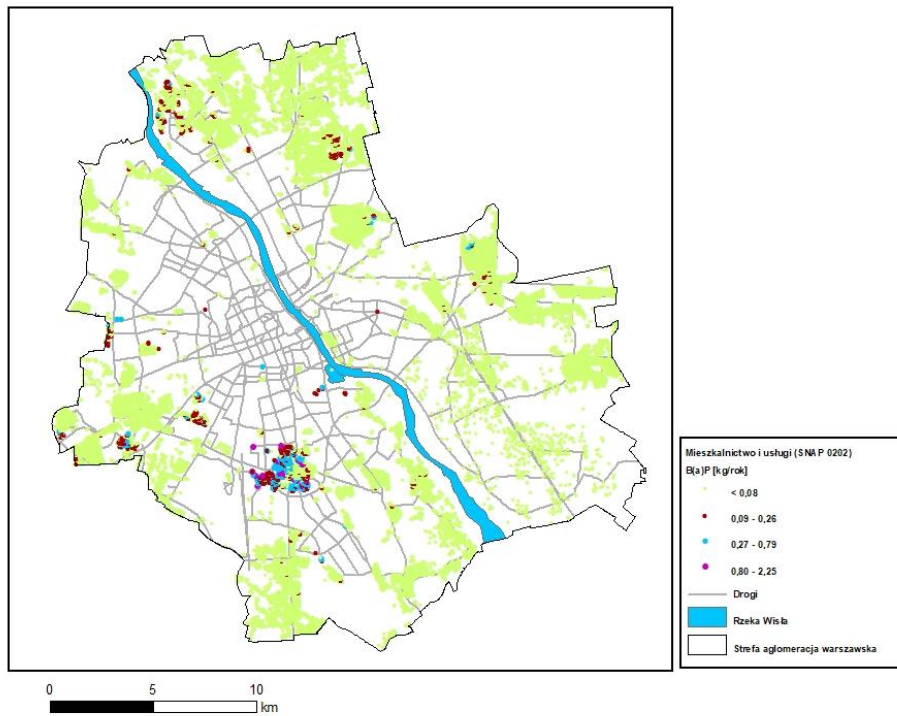 Mieszkalnictwo i usługi (SNAP 0202)
B(a)P [kg/rok]
< 0,08
0,09 - 0,26
0,27 - 0,79
0,80 - 2,25
Drogi
Rzeka Wisła
Strefa aglomeracja warszawska
0 5 10
km